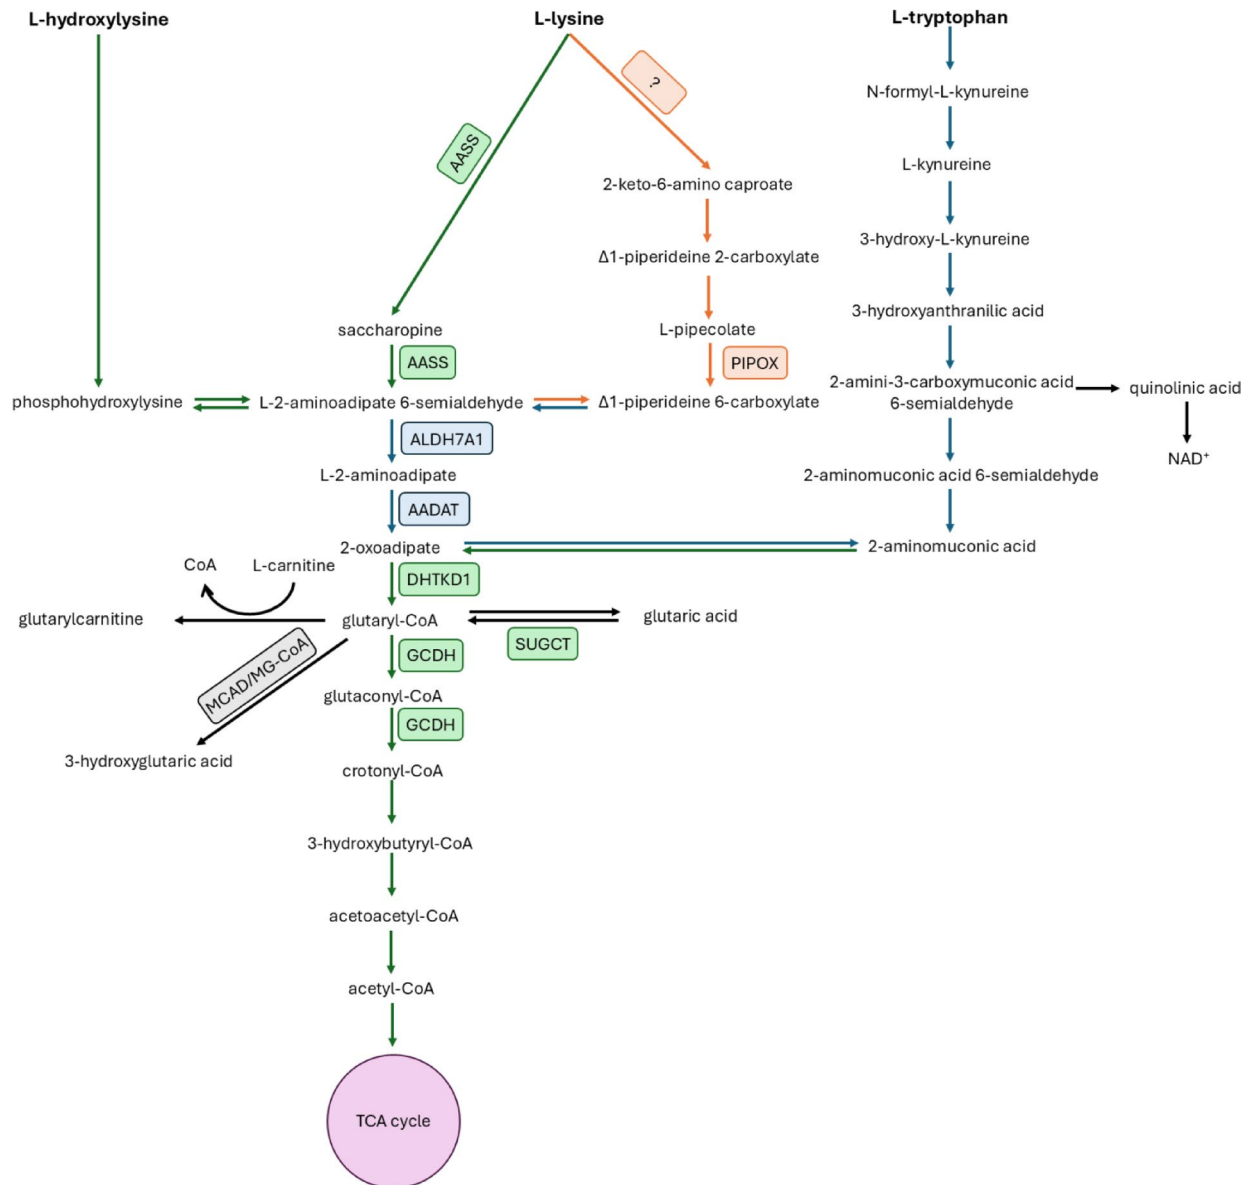 L-hydroxylysine
L-lysine
L-tryptophan
?
N-formyl-L-kynureine
AASS
L-kynureine
2-keto-6-amino caproate
3-hydroxy-L-kynureine
Δ1-piperideine 2-carboxylate
3-hydroxyanthranilic acid
saccharopine
L-pipecolate
AASS
PIPOX
2-amini-3-carboxymuconic acid
6-semialdehyde
quinolinic acid
phosphohydroxylysine
L-2-aminoadipate 6-semialdehyde
Δ1-piperideine 6-carboxylate
ALDH7A1
NAD⁺
L-2-aminoadipate
2-aminomuconic acid 6-semialdehyde
AADAT
2-oxoadipate
2-aminomuconic acid
CoA
L-carnitine
DHTKD1
glutarylcarnitine
glutaryl-CoA
glutaric acid
SUGCT
GCDH
MCAD/MG-CoA
glutaconyl-CoA
GCDH
3-hydroxyglutaric acid
crotonyl-CoA
3-hydroxybutyryl-CoA
acetoacetyl-CoA
acetyl-CoA
TCA cycle